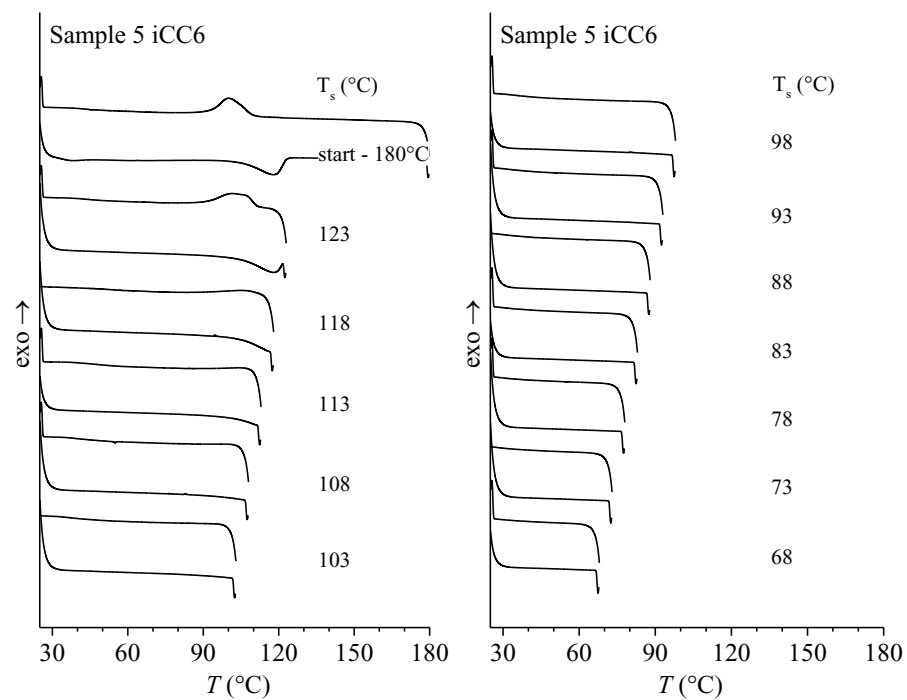 Sample 5 iCC6
T_s (°C)
start - 180°C
123
118
113
108
103
exo →
30 60 90 120 150 180
T (°C)
Sample 5 iCC6
T_s (°C)
98
93
88
83
78
73
68
exo →
30 60 90 120 150 180
T (°C)